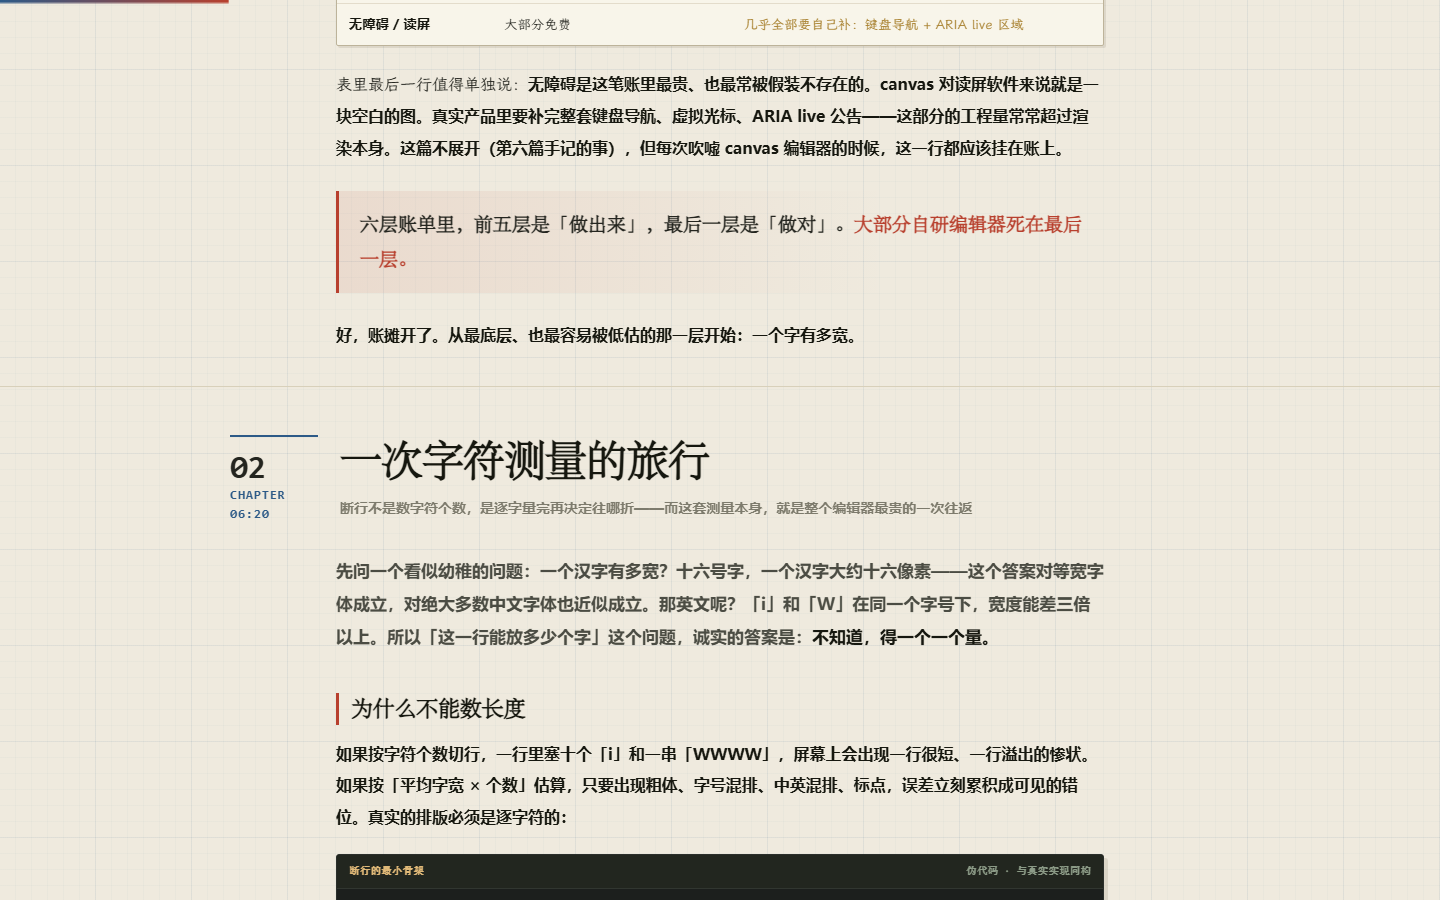 无障碍 / 读屏 大部分免费 几乎全部要自己补：键盘导航 + ARIA live 区域
表里最后一行值得单独说：无障碍是这笔账里最贵、也最常被假装不存在的。canvas 对读屏软件来说就是一
块空白的图。真实产品里要补完整套键盘导航、虚拟光标、ARIA live 公告——这部分的工程量常常超过渲
染本身。这篇不展开（第六篇手记的事），但每次吹嘘 canvas 编辑器的时候，这一行都应该挂在账上。
六层账单里，前五层是「做出来」，最后一层是「做对」。大部分自研编辑器死在最后
一层。
好，账摊开了。从最底层、也最容易被低估的那一层开始：一个字有多宽。
02
CHAPTER
06:20
一次字符测量的旅行
断行不是数字符个数，是逐字量完再决定往哪折——而这套测量本身，就是整个编辑器最贵的一次往返
先问一个看似幼稚的问题：一个汉字有多宽？十六号字，一个汉字大约十六像素——这个答案对等宽字
体成立，对绝大多数中文字体也近似成立。那英文呢？「i」和「W」在同一个字号下，宽度能差三倍
以上。所以「这一行能放多少个字」这个问题，诚实的答案是：不知道，得一个一个量。
为什么不能数长度
如果按字符个数切行，一行里塞十个「i」和一串「WWWW」，屏幕上会出现一行很短、一行溢出的惨状。
如果按「平均字宽 × 个数」估算，只要出现粗体、字号混排、中英混排、标点，误差立刻累积成可见的错
位。真实的排版必须是逐字符的：
断行的最小骨架 伪代码 · 与真实实现同构